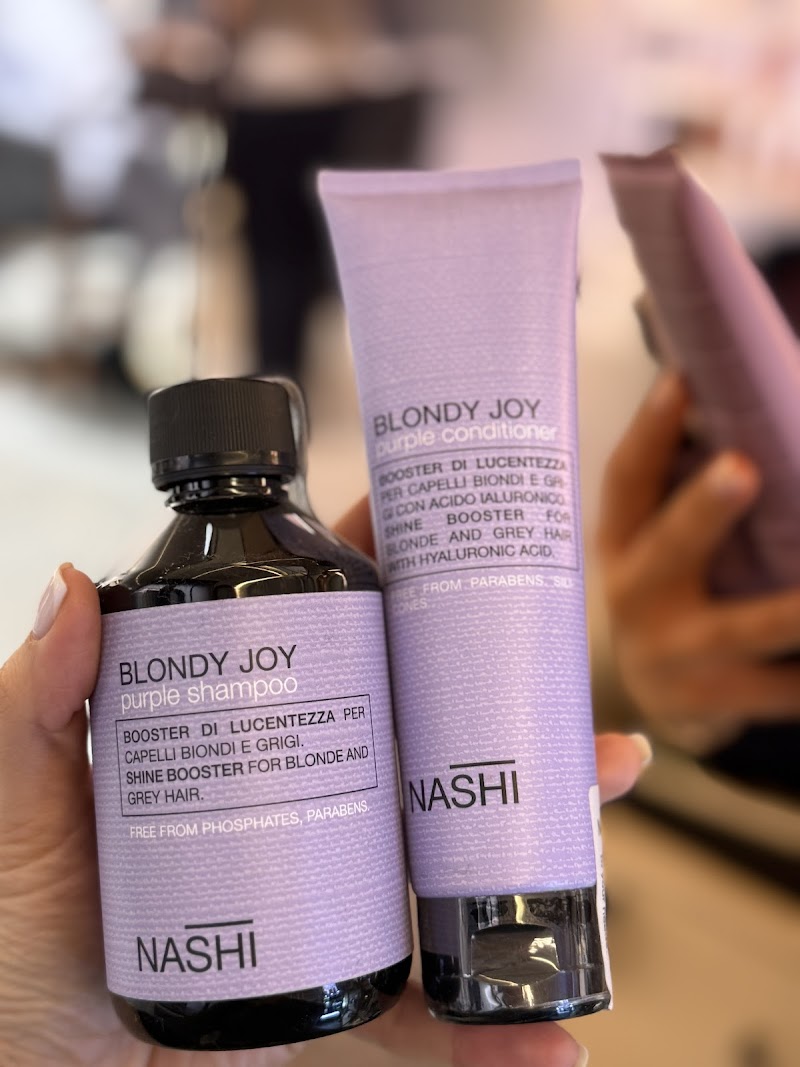 BLONDY JOY
purple shampoo
BOOSTER DI LUCENTEZZA PER
CAPELLI BIONDI E GRIGI.
SHINE BOOSTER FOR BLONDE AND
GREY HAIR.
FREE FROM PHOSPHATES, PARABENS.
NASHI
BLONDY JOY
purple conditioner
BOOSTER DI LUCENTEZZA
PER CAPELLI BIONDI E GRI-
GI CON ACIDO IALURONICO.
SHINE BOOSTER FOR
BLONDE AND GREY HAIR
WITH HYALURONIC ACID.
FREE FROM PARABENS, SILI-
CONES
NASHI